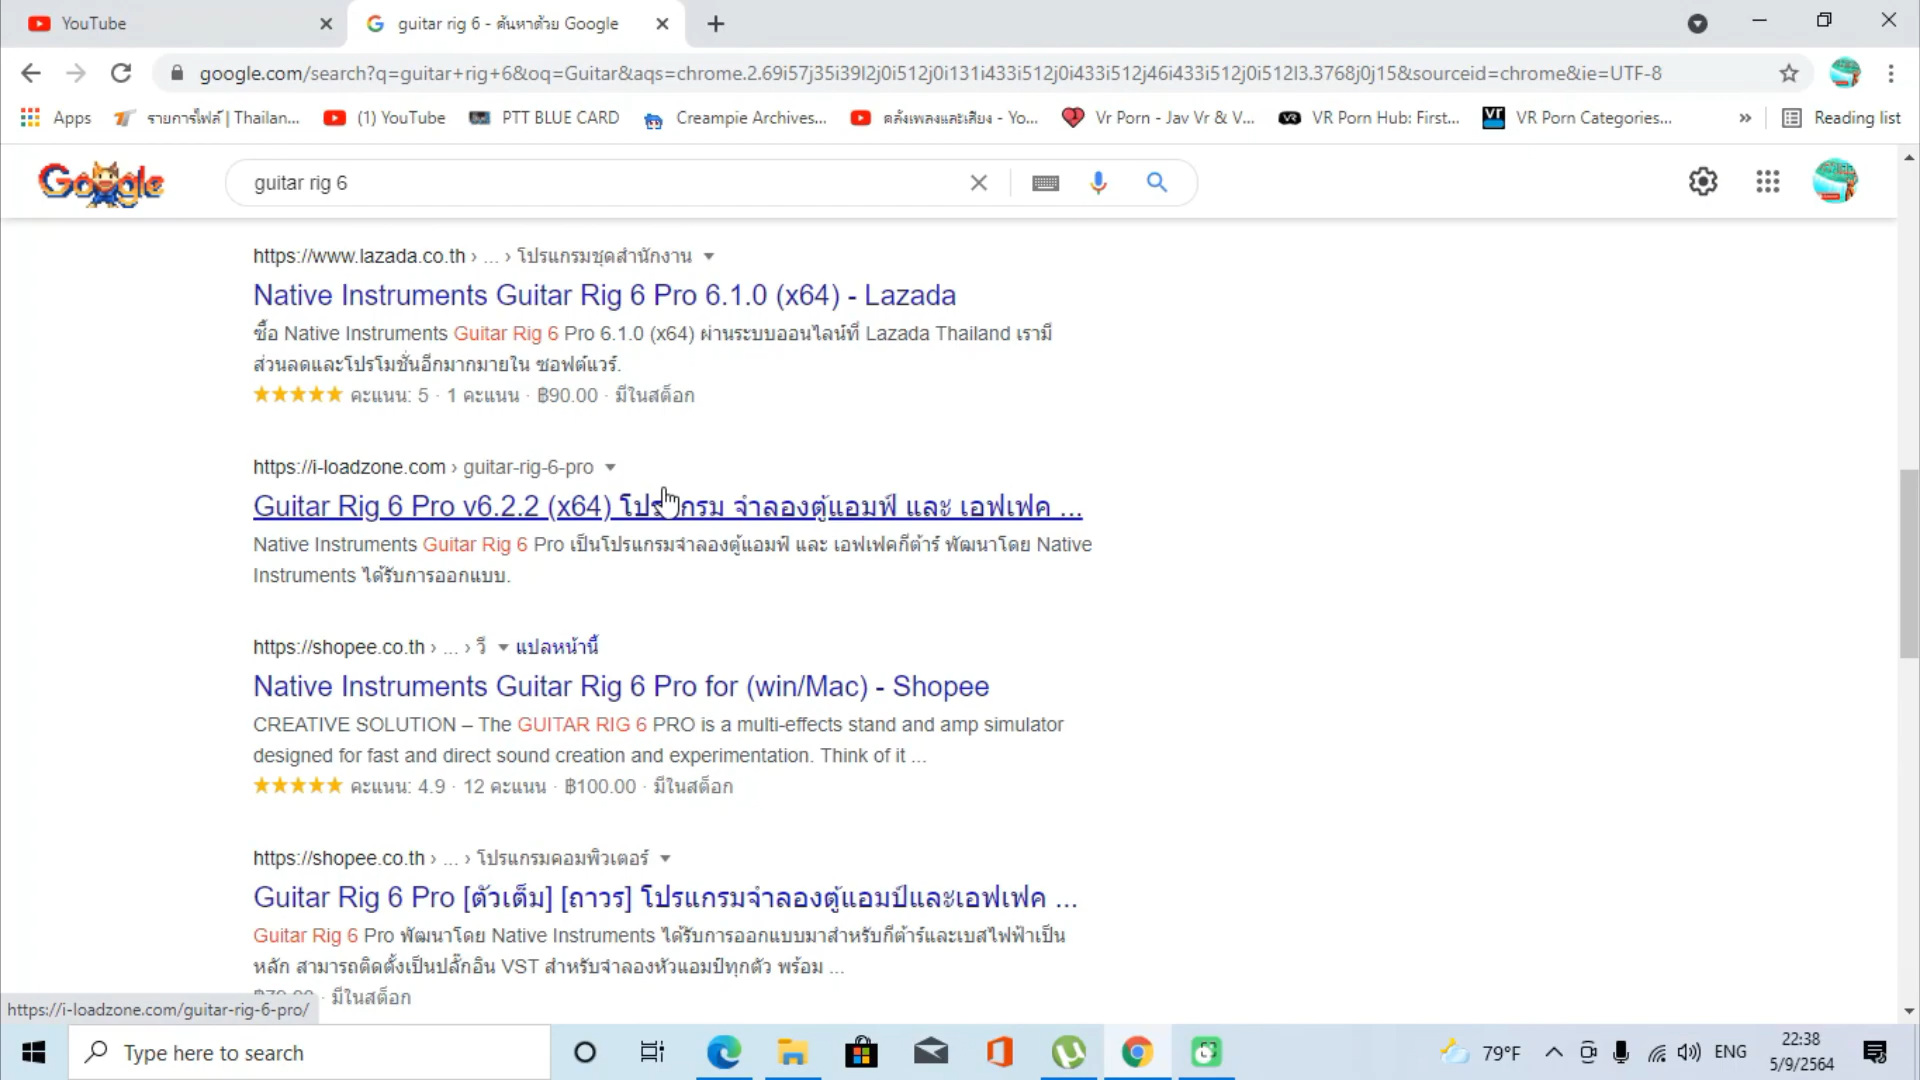 YouTube
guitar rig 6 - ค้นหาด้วย Google
google.com/search?q=guitar+rig+6&oq=Guitar&aqs=chrome.2.69i57j35i39l2j0i512j0i131i433i512j0i433i512j46i433i512j0i512l3.3768j0j15&sourceid=chrome&ie=UTF-8
Apps
รายการไฟล์ | Thailan...
(1) YouTube
PTT BLUE CARD
Creampie Archives...
คลังเพลงและเสียง - Yo...
Vr Porn - Jav Vr & V...
VR Porn Hub: First...
VR Porn Categories...
Reading list
Google
guitar rig 6
https://www.lazada.co.th › ... › โปรแกรมชุดสำนักงาน
Native Instruments Guitar Rig 6 Pro 6.1.0 (x64) - Lazada
ซื้อ Native Instruments Guitar Rig 6 Pro 6.1.0 (x64) ผ่านระบบออนไลน์ที่ Lazada Thailand เรามี
ส่วนลดและโปรโมชั่นอีกมากมายใน ซอฟต์แวร์.
★★★★★ คะแนน: 5 · 1 คะแนน · ฿90.00 · มีในสต็อก
https://i-loadzone.com › guitar-rig-6-pro
Guitar Rig 6 Pro v6.2.2 (x64) โปรแกรม จำลองตู้แอมฟ์ และ เอฟเฟค ...
Native Instruments Guitar Rig 6 Pro เป็นโปรแกรมจำลองตู้แอมฟ์ และ เอฟเฟคกีต้าร์ พัฒนาโดย Native
Instruments ได้รับการออกแบบ.
https://shopee.co.th › ... › วี แปลหน้านี้
Native Instruments Guitar Rig 6 Pro for (win/Mac) - Shopee
CREATIVE SOLUTION – The GUITAR RIG 6 PRO is a multi-effects stand and amp simulator
designed for fast and direct sound creation and experimentation. Think of it ...
★★★★★ คะแนน: 4.9 · 12 คะแนน · ฿100.00 · มีในสต็อก
https://shopee.co.th › ... › โปรแกรมคอมพิวเตอร์
Guitar Rig 6 Pro [ตัวเต็ม] [ถาวร] โปรแกรมจำลองตู้แอมป์และเอฟเฟค ...
Guitar Rig 6 Pro พัฒนาโดย Native Instruments ได้รับการออกแบบมาสำหรับกีต้าร์และเบสไฟฟ้าเป็น
หลัก สามารถติดตั้งเป็นปลั๊กอิน VST สำหรับจำลองหัวแอมป์ทุกตัว พร้อม ...
· มีในสต็อก
https://i-loadzone.com/guitar-rig-6-pro/
Type here to search
79°F
ENG
22:38
5/9/2564